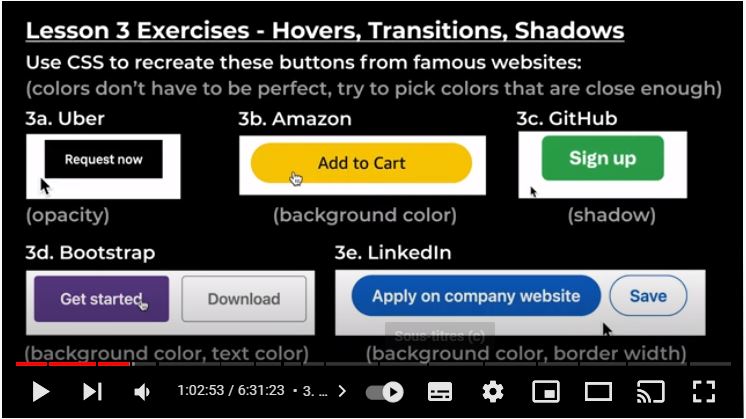 Lesson 3 Exercises - Hovers, Transitions, Shadows
Use CSS to recreate these buttons from famous websites:
(colors don't have to be perfect, try to pick colors that are close enough)
3a. Uber
3b. Amazon
3c. GitHub
Request now
Add to Cart
Sign up
(opacity)
(background color)
(shadow)
3d. Bootstrap
3e. LinkedIn
Get started
Download
Apply on company website
Save
Sous-titres (c)
(background color, text color)
(background color, border width)
1:02:53 / 6:31:23 • 3. ...